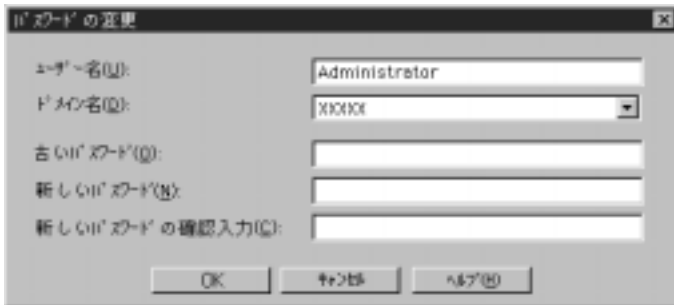 ﾊﾟｽﾜｰﾄﾞの変更
ﾕｰｻﾞｰ名(U):
Administrator
ﾄﾞﾒｲﾝ名(D):
XXXXX
古いﾊﾟｽﾜｰﾄﾞ(O):
新しいﾊﾟｽﾜｰﾄﾞ(N):
新しいﾊﾟｽﾜｰﾄﾞの確認入力(C):
OK
ｷｬﾝｾﾙ
ﾍﾙﾌﾟ(H)